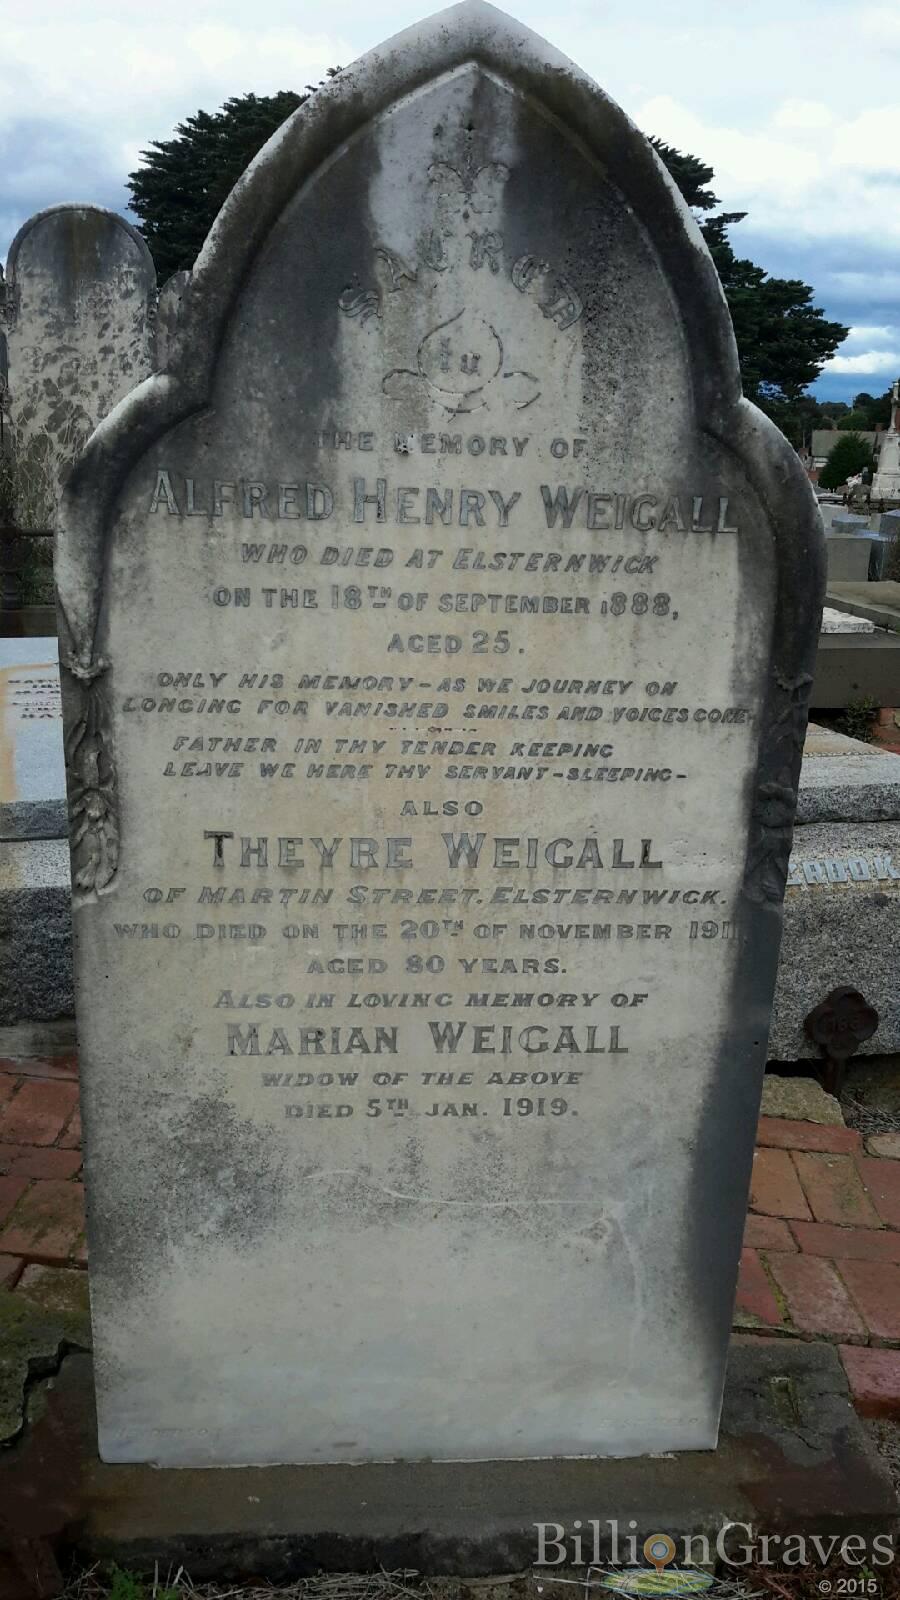 SACRED
to
THE MEMORY OF
ALFRED HENRY WEIGALL
WHO DIED AT ELSTERNWICK
ON THE 18TH OF SEPTEMBER 1888,
AGED 25.
ONLY HIS MEMORY - AS WE JOURNEY ON
LONGING FOR VANISHED SMILES AND VOICES GONE
FATHER IN THY TENDER KEEPING
LEAVE WE HERE THY SERVANT - SLEEPING -
ALSO
THEYRE WEIGALL
OF MARTIN STREET, ELSTERNWICK.
WHO DIED ON THE 20TH OF NOVEMBER 1911
AGED 80 YEARS.
ALSO IN LOVING MEMORY OF
MARIAN WEIGALL
WIDOW OF THE ABOVE
DIED 5TH JAN. 1919.
BillionGraves
© 2015